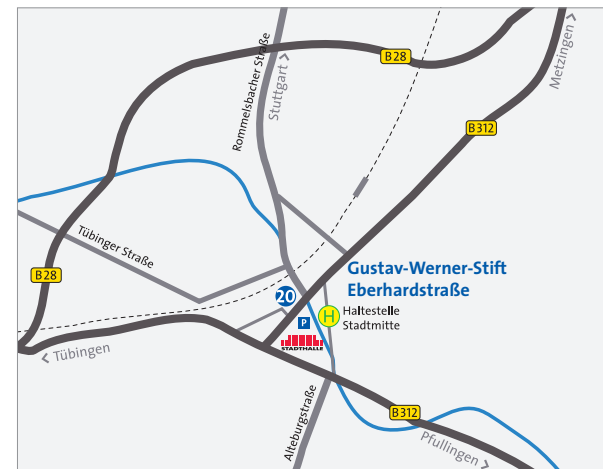 Metzingen >
B28
Rommelsbacher Straße
Stuttgart >
B312
Tübinger Straße
B28
Gustav-Werner-Stift
Eberhardstraße
20
H
Haltestelle
Stadtmitte
P
STADTHALLE
< Tübingen
Alleburgstraße
B312
Pfullingen >